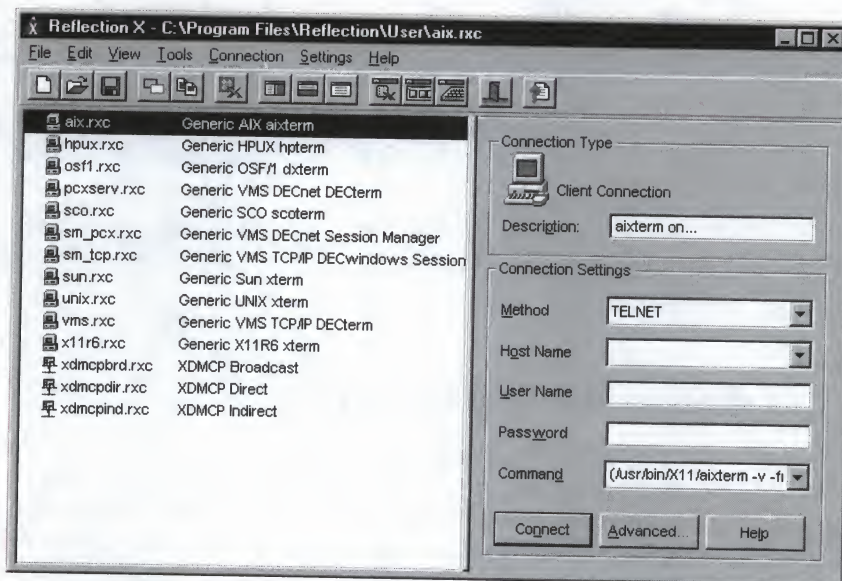 Reflection X - C:\Program Files\Reflection\User\aix.rxc
File Edit View Tools Connection Settings Help
aix.rxc Generic AIX aixterm
hpux.rxc Generic HPUX hpterm
osf1.rxc Generic OSF/1 dxterm
pcxserv.rxc Generic VMS DECnet DECterm
sco.rxc Generic SCO scoterm
sm_pcx.rxc Generic VMS DECnet Session Manager
sm_tcp.rxc Generic VMS TCP/IP DECwindows Session
sun.rxc Generic Sun xterm
unix.rxc Generic UNIX xterm
vms.rxc Generic VMS TCP/IP DECterm
x11r6.rxc Generic X11R6 xterm
xdmcpbrd.rxc XDMCP Broadcast
xdmcpdir.rxc XDMCP Direct
xdmcpind.rxc XDMCP Indirect
Connection Type
Client Connection
Description: aixterm on...
Connection Settings
Method TELNET
Host Name
User Name
Password
Command (/usr/bin/X11/aixterm -v -fi
Connect Advanced... Help